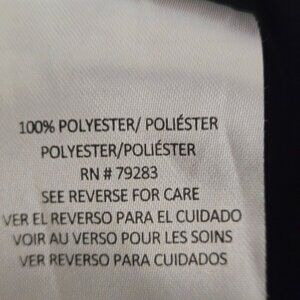 100% POLYESTER/ POLIÉSTER
POLYESTER/POLIÉSTER
RN # 79283
SEE REVERSE FOR CARE
VER EL REVERSO PARA EL CUIDADO
VOIR AU VERSO POUR LES SOINS
VER REVERSO PARA CUIDADOS